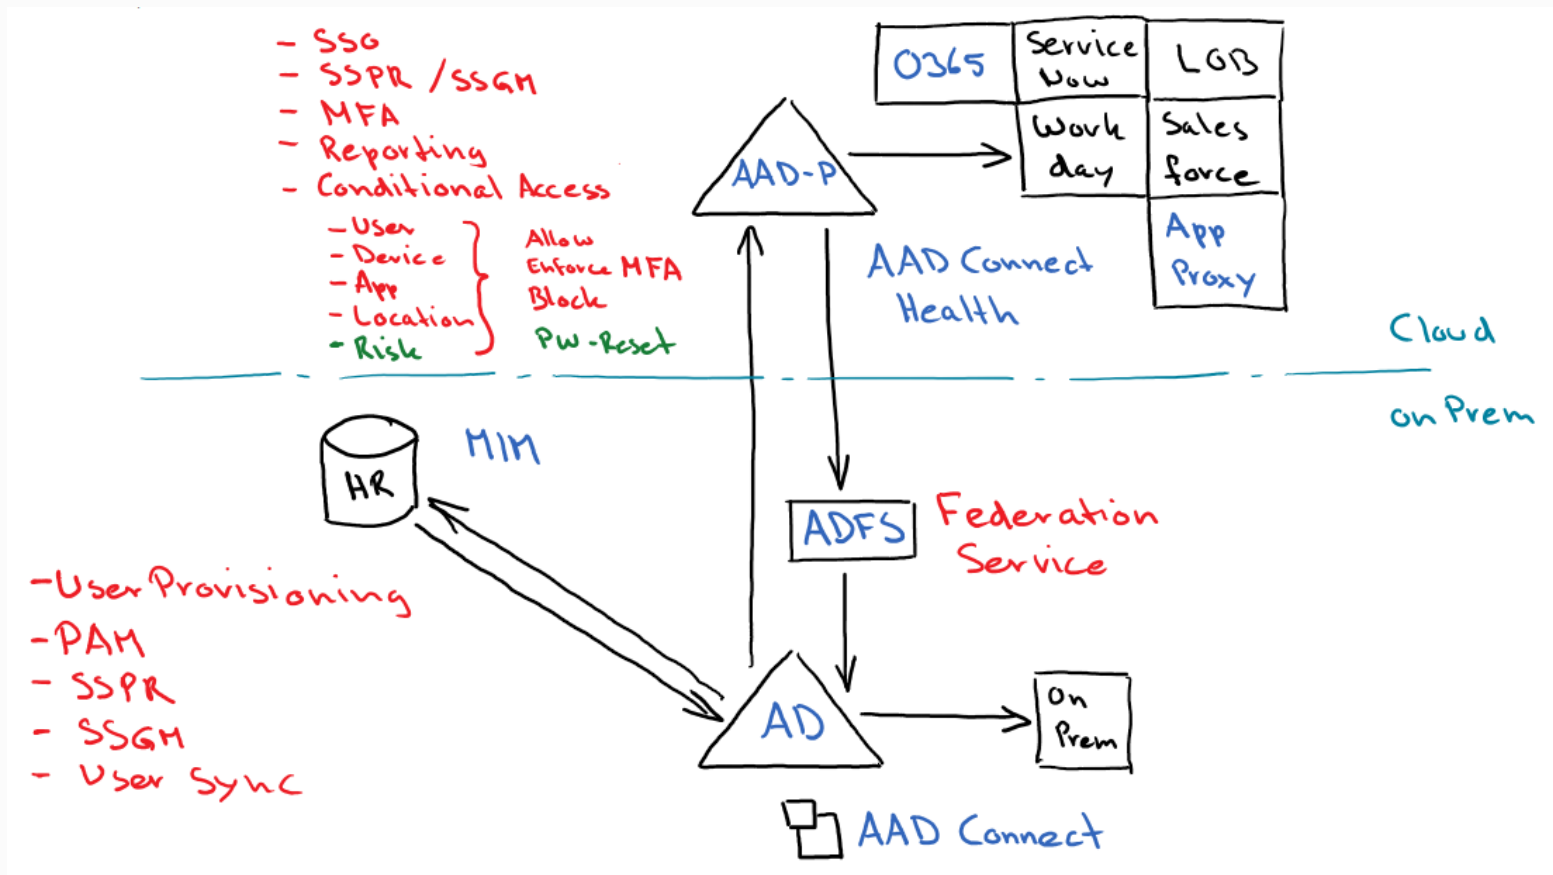 - SSO
- SSPR / SSGM
- MFA
- Reporting
- Conditional Access
- User
- Device
- App
- Location
- Risk
Allow
Enforce MFA
Block
PW-Reset
AAD-P
O365
Service
Now
LOB
Work
day
Sales
force
App
Proxy
AAD Connect
Health
Cloud
on Prem
HR
MIM
ADFS
Federation
Service
- User Provisioning
- PAM
- SSPR
- SSGM
- User Sync
AD
On
Prem
AAD Connect